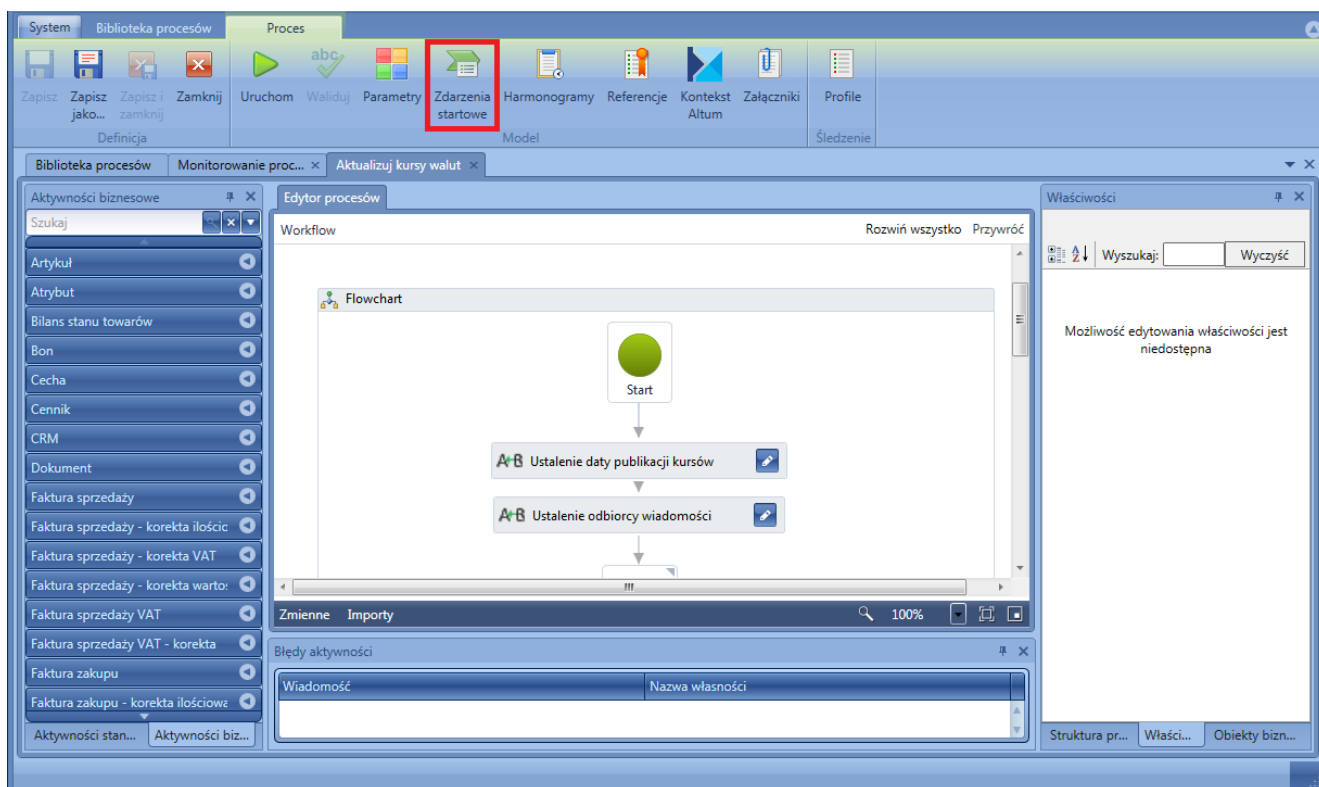 System Biblioteka procesów Proces
Zapisz Zapisz jako... Zapisz i zamknij Zamknij Uruchom Waliduj Parametry Zdarzenia startowe Harmonogramy Referencje Kontekst Altum Załączniki Profile
Definicja Model Śledzenie
Biblioteka procesów Monitorowanie proc... Aktualizuj kursy walut
Aktywności biznesowe
Szukaj
Artykuł
Atrybut
Bilans stanu towarów
Bon
Cecha
Cennik
CRM
Dokument
Faktura sprzedaży
Faktura sprzedaży - korekta ilośc
Faktura sprzedaży - korekta VAT
Faktura sprzedaży - korekta warto
Faktura sprzedaży VAT
Faktura sprzedaży VAT - korekta
Faktura zakupu
Faktura zakupu - korekta ilościowa
Aktywności stan... Aktywności biz...
Edytor procesów
Workflow Rozwiń wszystko Przywróć
Flowchart
Start
A+B Ustalenie daty publikacji kursów
A+B Ustalenie odbiorcy wiadomości
Zmienne Importy 100%
Błędy aktywności
Wiadomość Nazwa własności
Właściwości
Wyszukaj: Wyczyść
Możliwość edytowania właściwości jest
niedostępna
Struktura pr... Właści... Obiekty bizn...